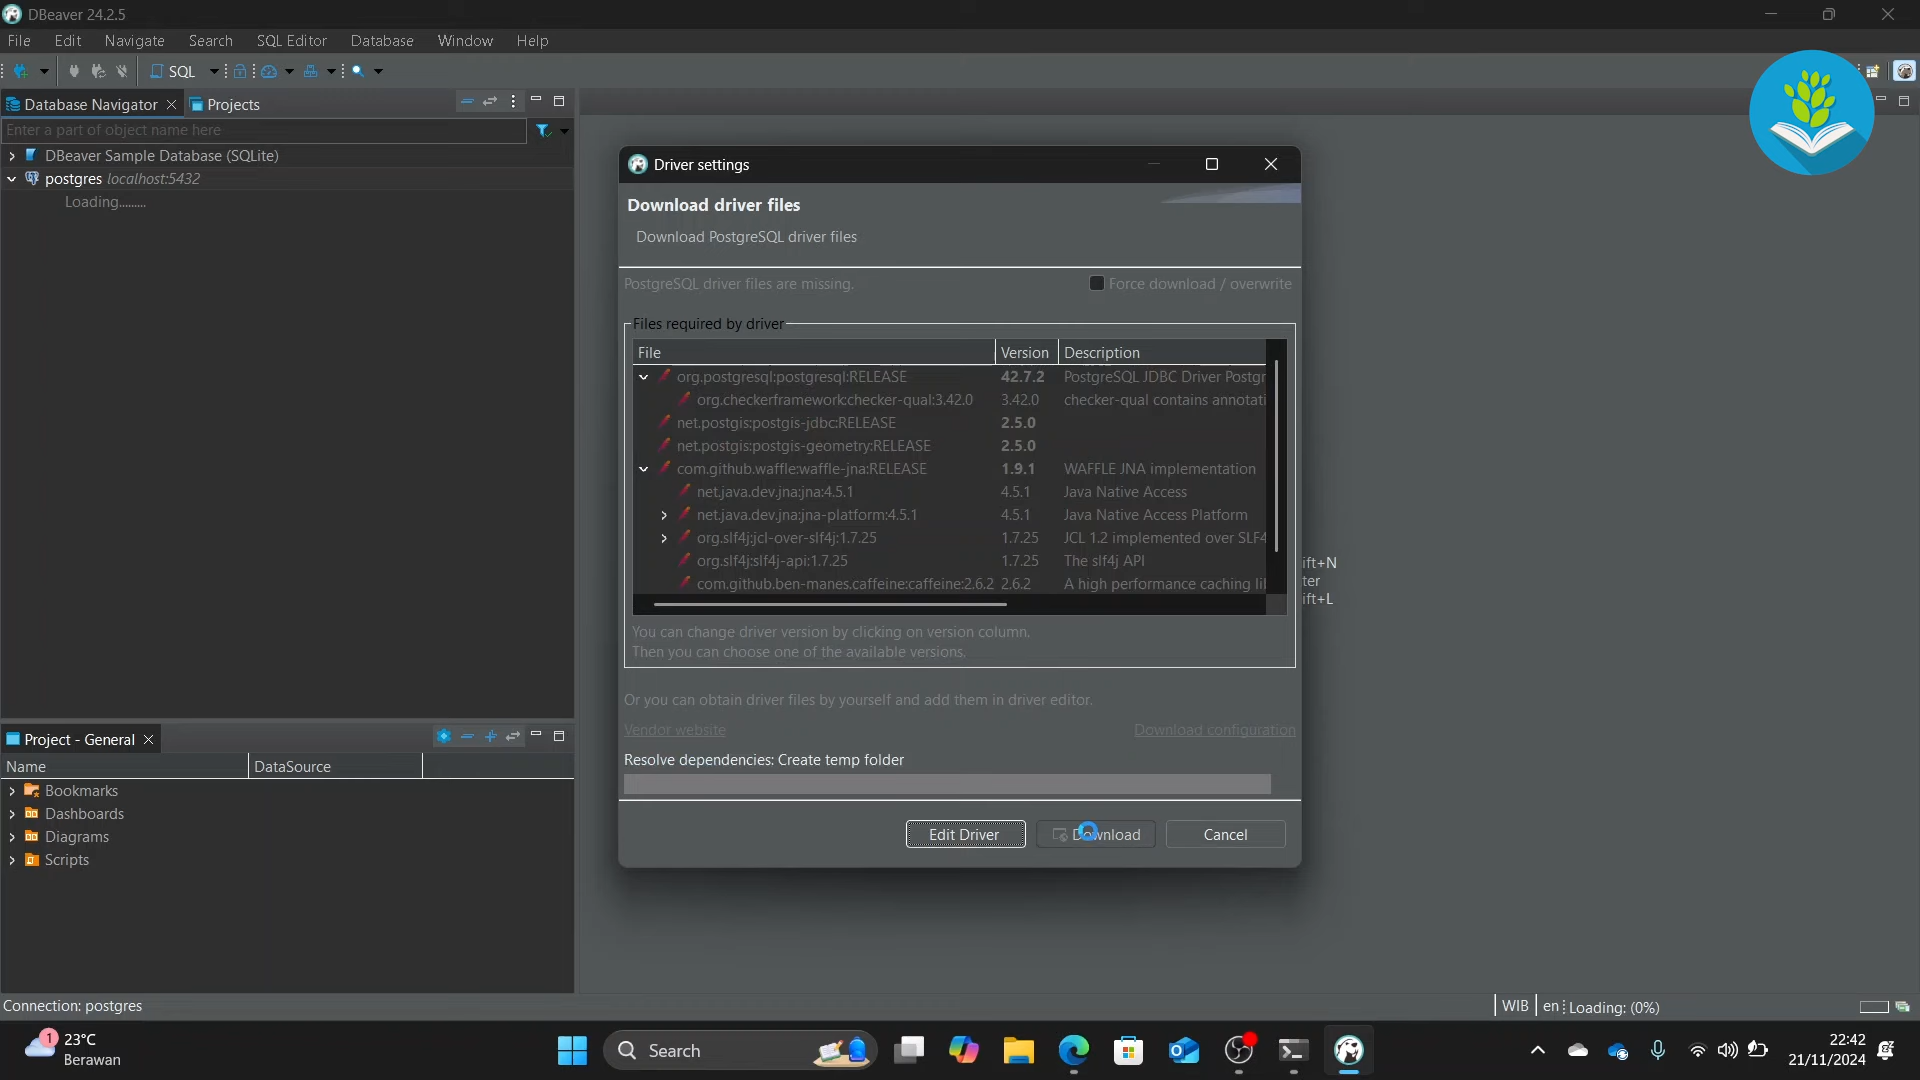 DBeaver 24.2.5
File Edit Navigate Search SQL Editor Database Window Help
SQL
Database Navigator Projects
Enter a part of object name here
DBeaver Sample Database (SQLite)
postgres localhost:5432
Loading.........
Driver settings
Download driver files
Download PostgreSQL driver files
PostgreSQL driver files are missing.
Force download / overwrite
Files required by driver
File Version Description
org.postgresql:postgresql:RELEASE 42.7.2 PostgreSQL JDBC Driver Postgr
org.checkerframework:checker-qual:3.42.0 3.42.0 checker-qual contains annotati
net.postgis:postgis-jdbc:RELEASE 2.5.0
net.postgis:postgis-geometry:RELEASE 2.5.0
com.github.waffle:waffle-jna:RELEASE 1.9.1 WAFFLE JNA implementation
net.java.dev.jna:jna:4.5.1 4.5.1 Java Native Access
net.java.dev.jna:jna-platform:4.5.1 4.5.1 Java Native Access Platform
org.slf4j:jcl-over-slf4j:1.7.25 1.7.25 JCL 1.2 implemented over SLF4
org.slf4j:slf4j-api:1.7.25 1.7.25 The slf4j API
com.github.ben-manes.caffeine:caffeine:2.6.2 2.6.2 A high performance caching lil
You can change driver version by clicking on version column.
Then you can choose one of the available versions.
Or you can obtain driver files by yourself and add them in driver editor.
Vendor website Download configuration
Resolve dependencies: Create temp folder
Edit Driver Download Cancel
ift+N
ter
ift+L
Project - General
Name DataSource
Bookmarks
Dashboards
Diagrams
Scripts
Connection: postgres
WIB en Loading: (0%)
1 23°C
Berawan
Search
22:42
21/11/2024